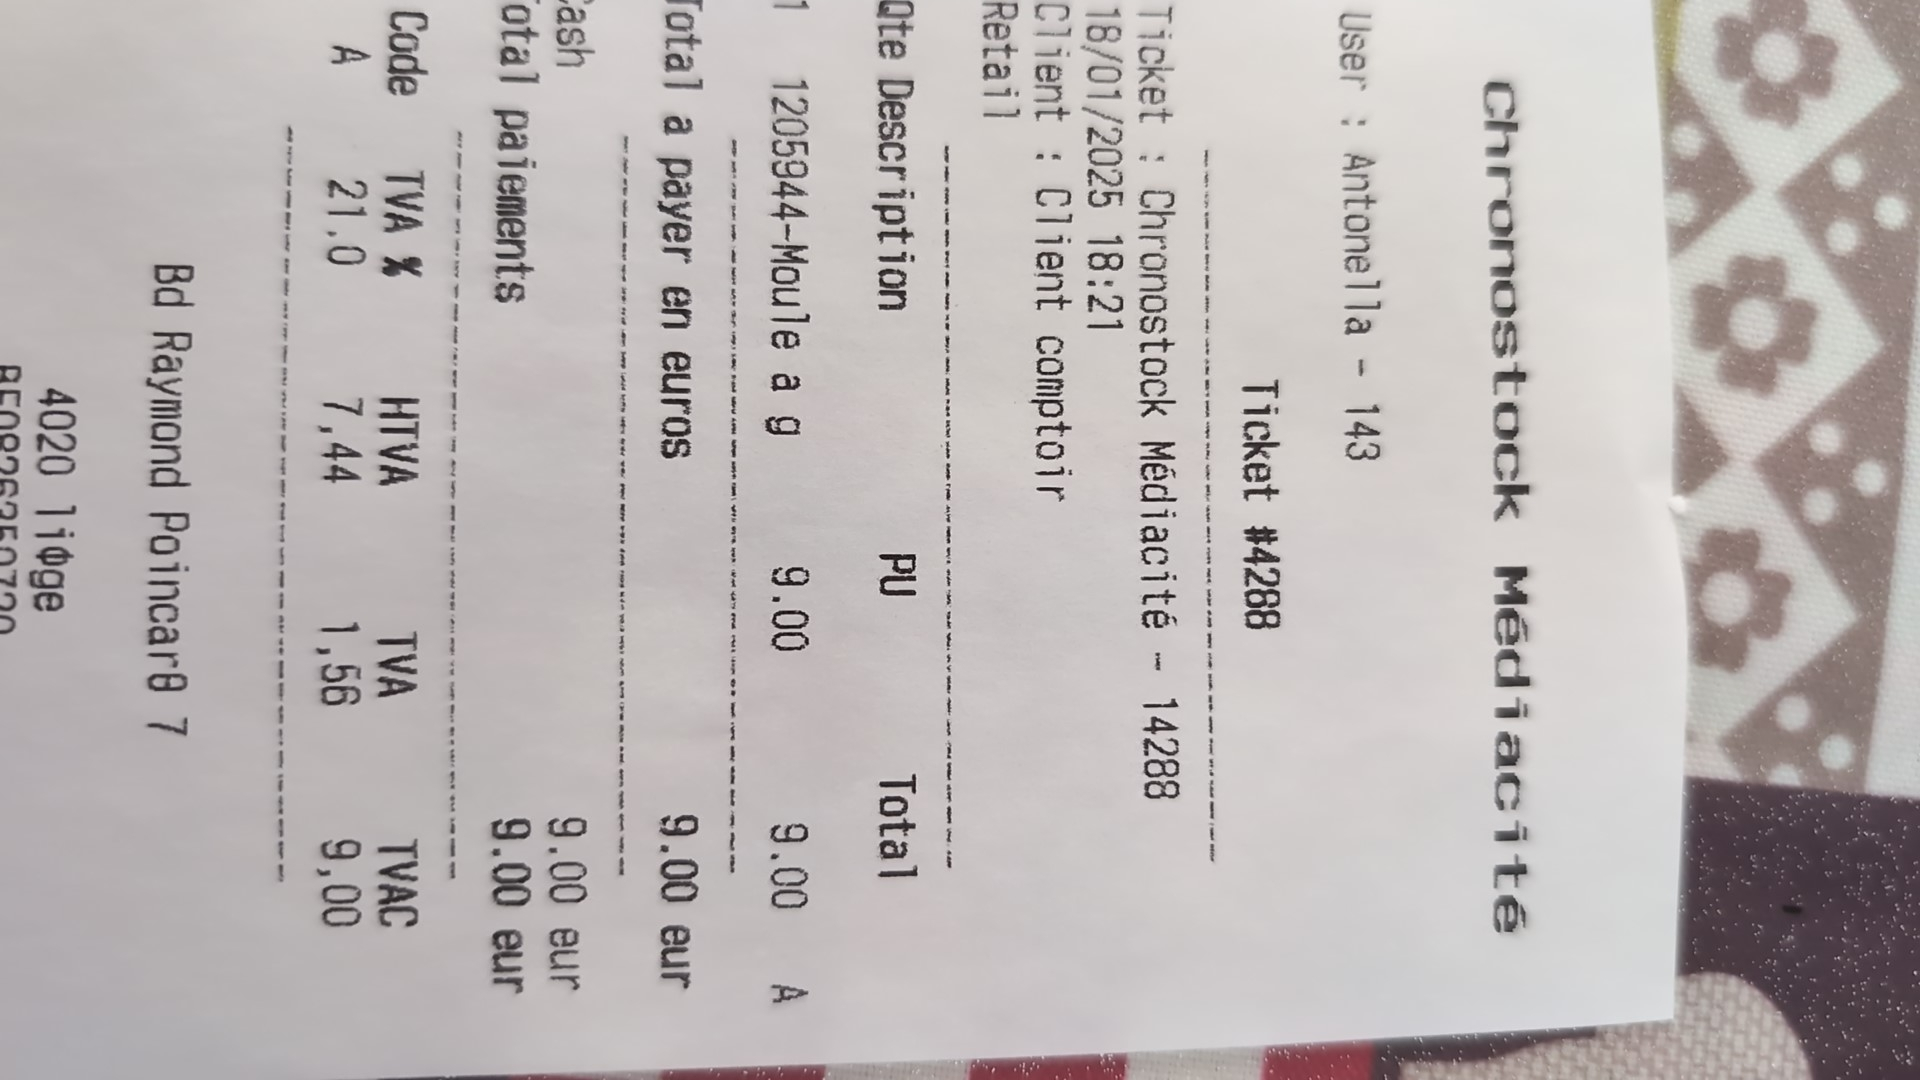 Chronostock Médiacité
User : Antonella - 143
Ticket #4288
Ticket : Chronostock Médiacité - 14288
18/01/2025 18:21
Client : Client comptoir
Retail
Qte Description PU Total
1 1205944-Moule a g 9.00 9.00 A
Total a payer en euros 9.00 eur
Cash 9.00 eur
Total paiements 9.00 eur
Code TVA % HTVA TVA TVAC
A 21,0 7,44 1,56 9,00
Bd Raymond Poincar8 7
4020 liΦge